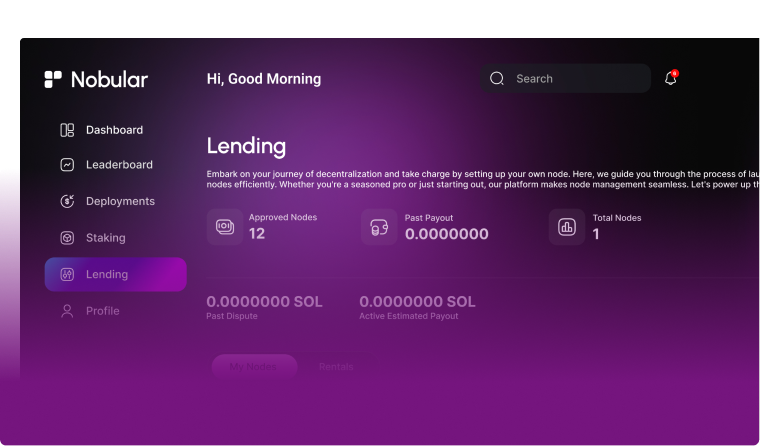 Nobular
Hi, Good Morning
Search
Dashboard
Leaderboard
Deployments
Staking
Lending
Profile
Lending
Embark on your journey of decentralization and take charge by setting up your own node. Here, we guide you through the process of lau
nodes efficiently. Whether you're a seasoned pro or just starting out, our platform makes node management seamless. Let's power up th
Approved Nodes
12
Past Payout
0.0000000
Total Nodes
1
0.0000000 SOL
Past Dispute
0.0000000 SOL
Active Estimated Payout
My Nodes
Rentals